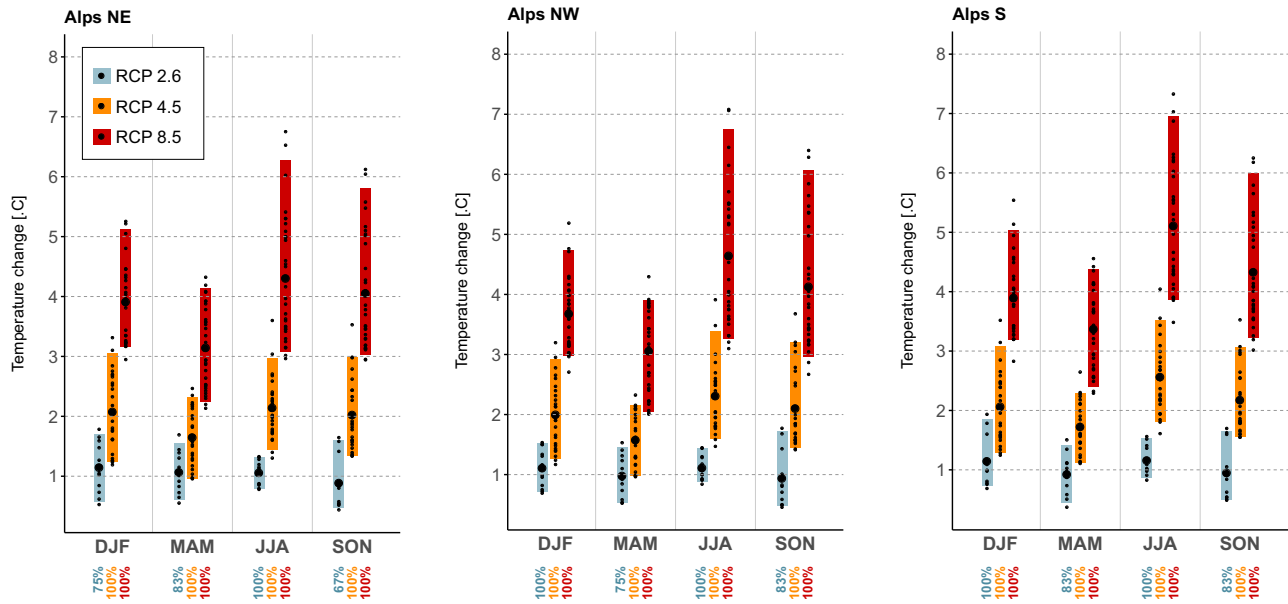 Alps NE
Temperature change [.C]
8
7
6
5
4
3
2
1
RCP 2.6
RCP 4.5
RCP 8.5
DJF MAM JJA SON
75% 100% 100% 83% 100% 100% 100% 100% 100% 67% 100% 100%
Alps NW
Temperature change [.C]
8
7
6
5
4
3
2
1
DJF MAM JJA SON
100% 100% 100% 75% 100% 100% 100% 100% 100% 83% 100% 100%
Alps S
Temperature change [.C]
8
7
6
5
4
3
2
1
DJF MAM JJA SON
100% 100% 100% 83% 100% 100% 100% 100% 100% 83% 100% 100%